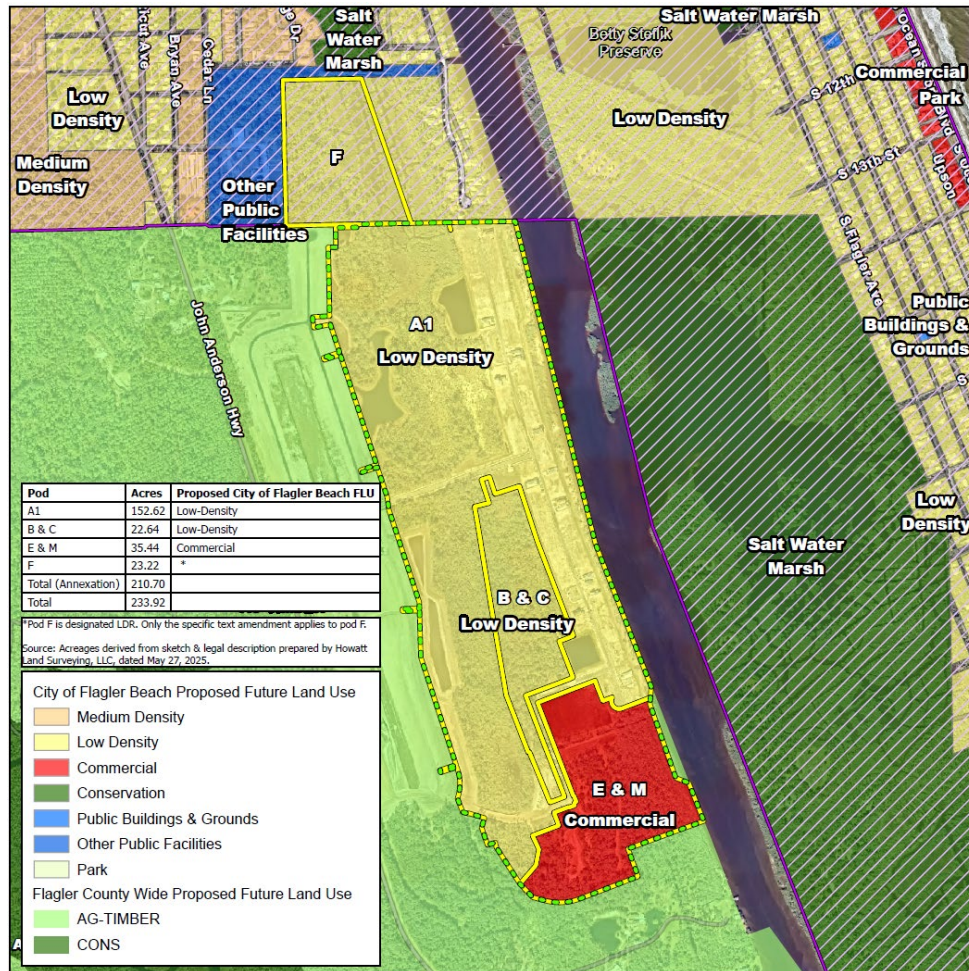 Salt
Water
Marsh
Salt Water Marsh
Betty Steflik
Preserve
Bryan Ave
Cedar Ln
Commercial
Park
S 12th
Low
Density
Low Density
Medium
Density
F
S 13th St
Upson
Other
Public
Facilities
S Flagler Ave
Public
Buildings &
Grounds
John Anderson Hwy
A1
Low Density
Pod Acres Proposed City of Flagler Beach FLU
A1 152.62 Low-Density
B & C 22.64 Low-Density
E & M 35.44 Commercial
F 23.22 *
Total (Annexation) 210.70
Total 233.92
*Pod F is designated LDR. Only the specific text amendment applies to pod F.
Source: Acreages derived from sketch & legal description prepared by Howatt
Land Surveying, LLC, dated May 27, 2025.
Low
Density
Salt Water
Marsh
B & C
Low Density
E & M
Commercial
City of Flagler Beach Proposed Future Land Use
Medium Density
Low Density
Commercial
Conservation
Public Buildings & Grounds
Other Public Facilities
Park
Flagler County Wide Proposed Future Land Use
AG-TIMBER
CONS